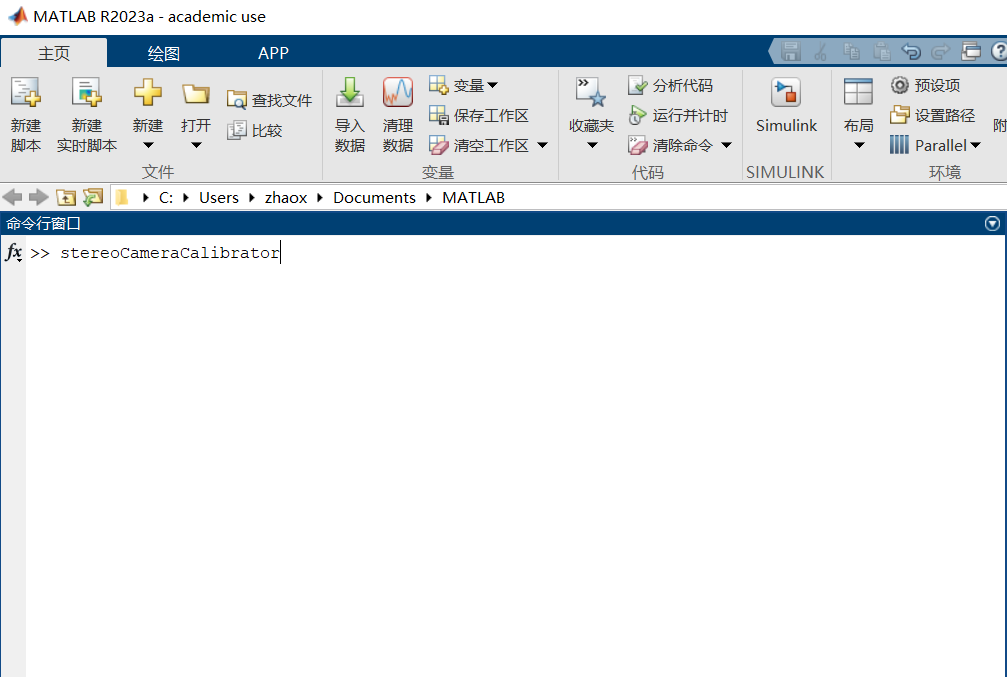 MATLAB R2023a - academic use
主页 绘图 APP
新建脚本
新建实时脚本
新建
打开
查找文件
比较
文件
导入数据
清理数据
变量
保存工作区
清空工作区
变量
收藏夹
分析代码
运行并计时
清除命令
代码
Simulink
SIMULINK
布局
预设项
设置路径
Parallel
环境
附
C: Users zhaox Documents MATLAB
命令行窗口
fx >> stereoCameraCalibrator